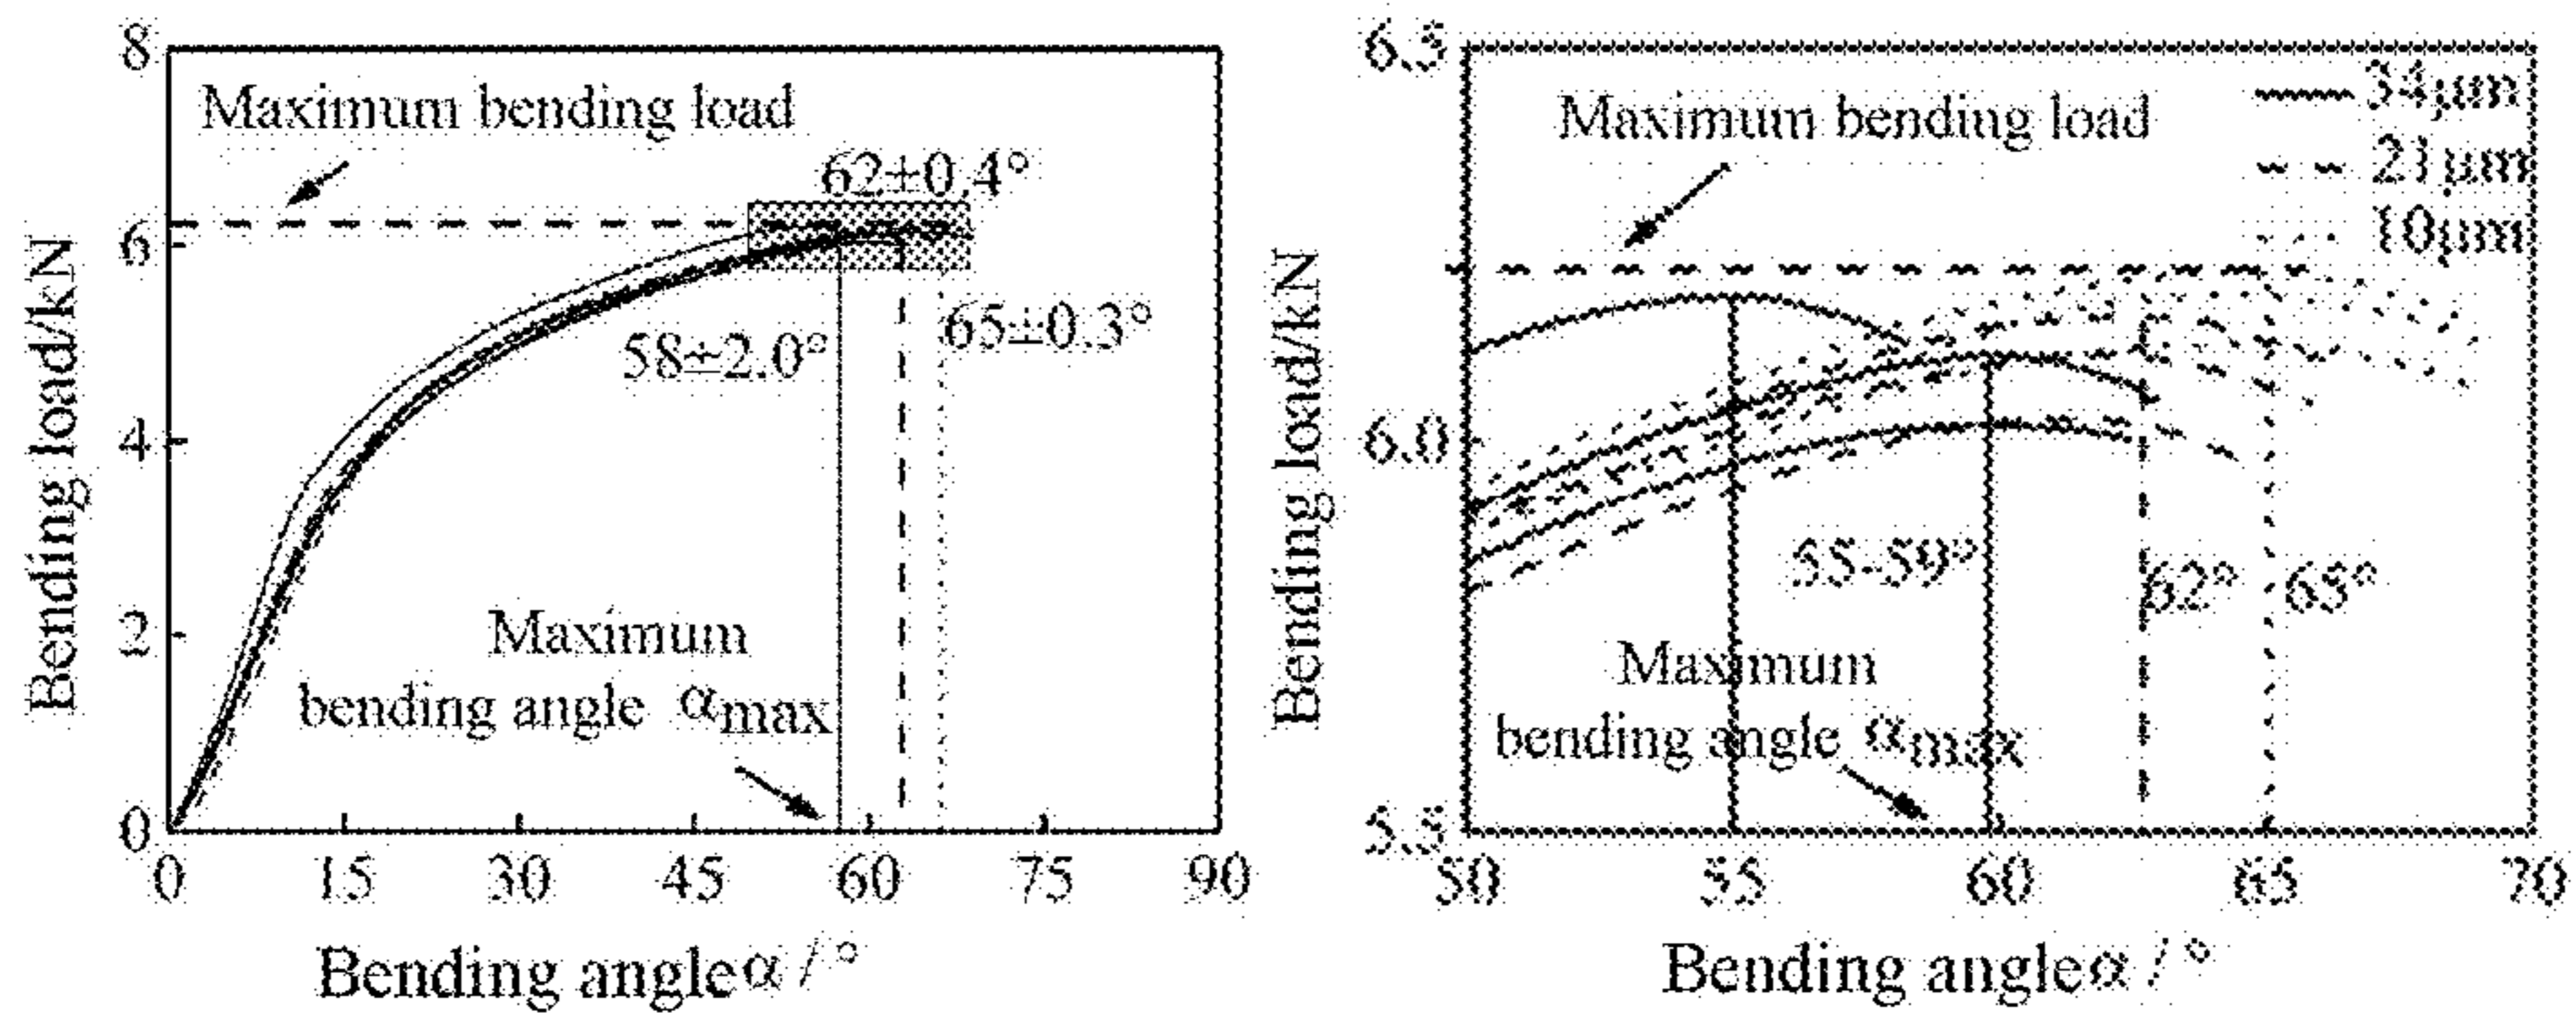 8
Maximum bending load
62±0.4°
6
65±0.3°
58±2.0°
4
2
Maximum
bending angle αmax
0
0 15 30 45 60 75 90
Bending load/kN
Bending angleα / °
6.5
34μm
Maximum bending load
21μm
10μm
6.0
55-59°
62° 65°
Maximum
bending angle αmax
5.5
50 55 60 65 70
Bending load/kN
Bending angleα / °